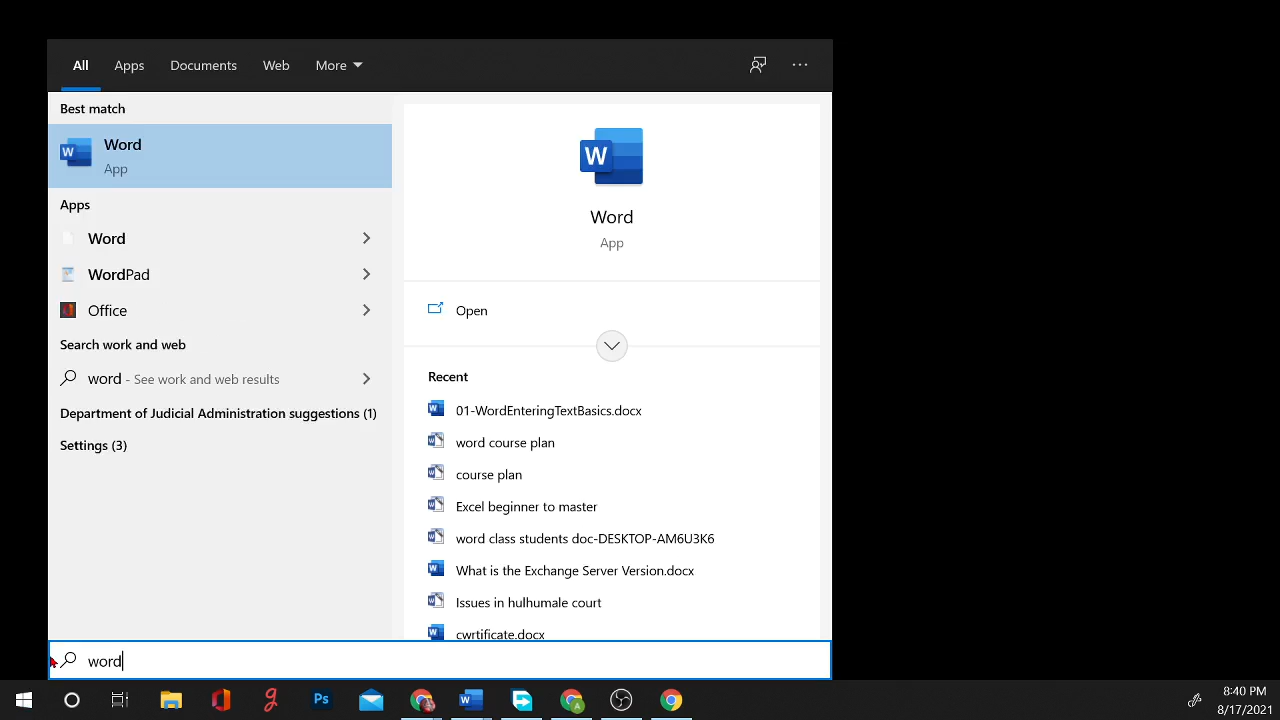 All Apps Documents Web More
Best match
Word
App
Apps
Word
WordPad
Office
Search work and web
word - See work and web results
Department of Judicial Administration suggestions (1)
Settings (3)
Word
App
Open
Recent
01-WordEnteringTextBasics.docx
word course plan
course plan
Excel beginner to master
word class students doc-DESKTOP-AM6U3K6
What is the Exchange Server Version.docx
Issues in hulhumale court
cwrtificate.docx
word
8:40 PM
8/17/2021